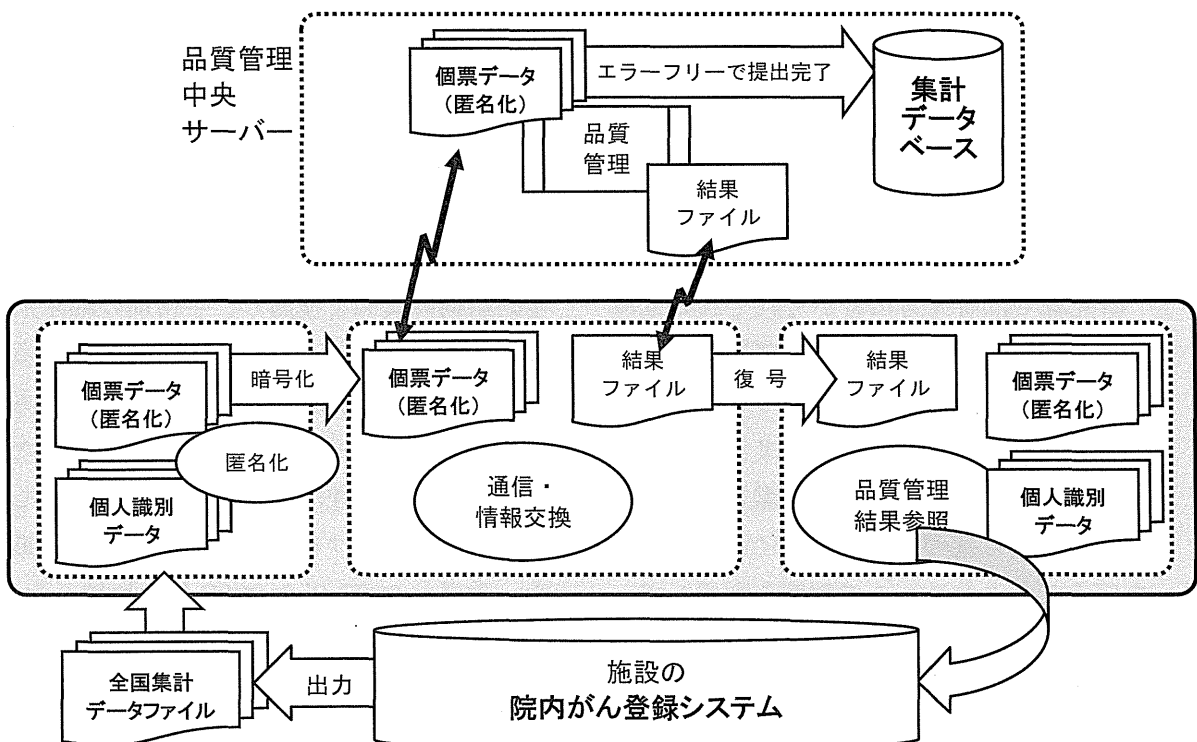 品質管理
中央
サーバー
個票データ
(匿名化)
エラーフリーで提出完了
集計
データ
ベース
品質
管理
結果
ファイル
個票データ
(匿名化)
暗号化
個票データ
(匿名化)
結果
ファイル
復号
結果
ファイル
個票データ
(匿名化)
匿名化
個人識別
データ
通信・
情報交換
品質管理
結果参照
個人識別
データ
全国集計
データファイル
出力
施設の
院内がん登録システム